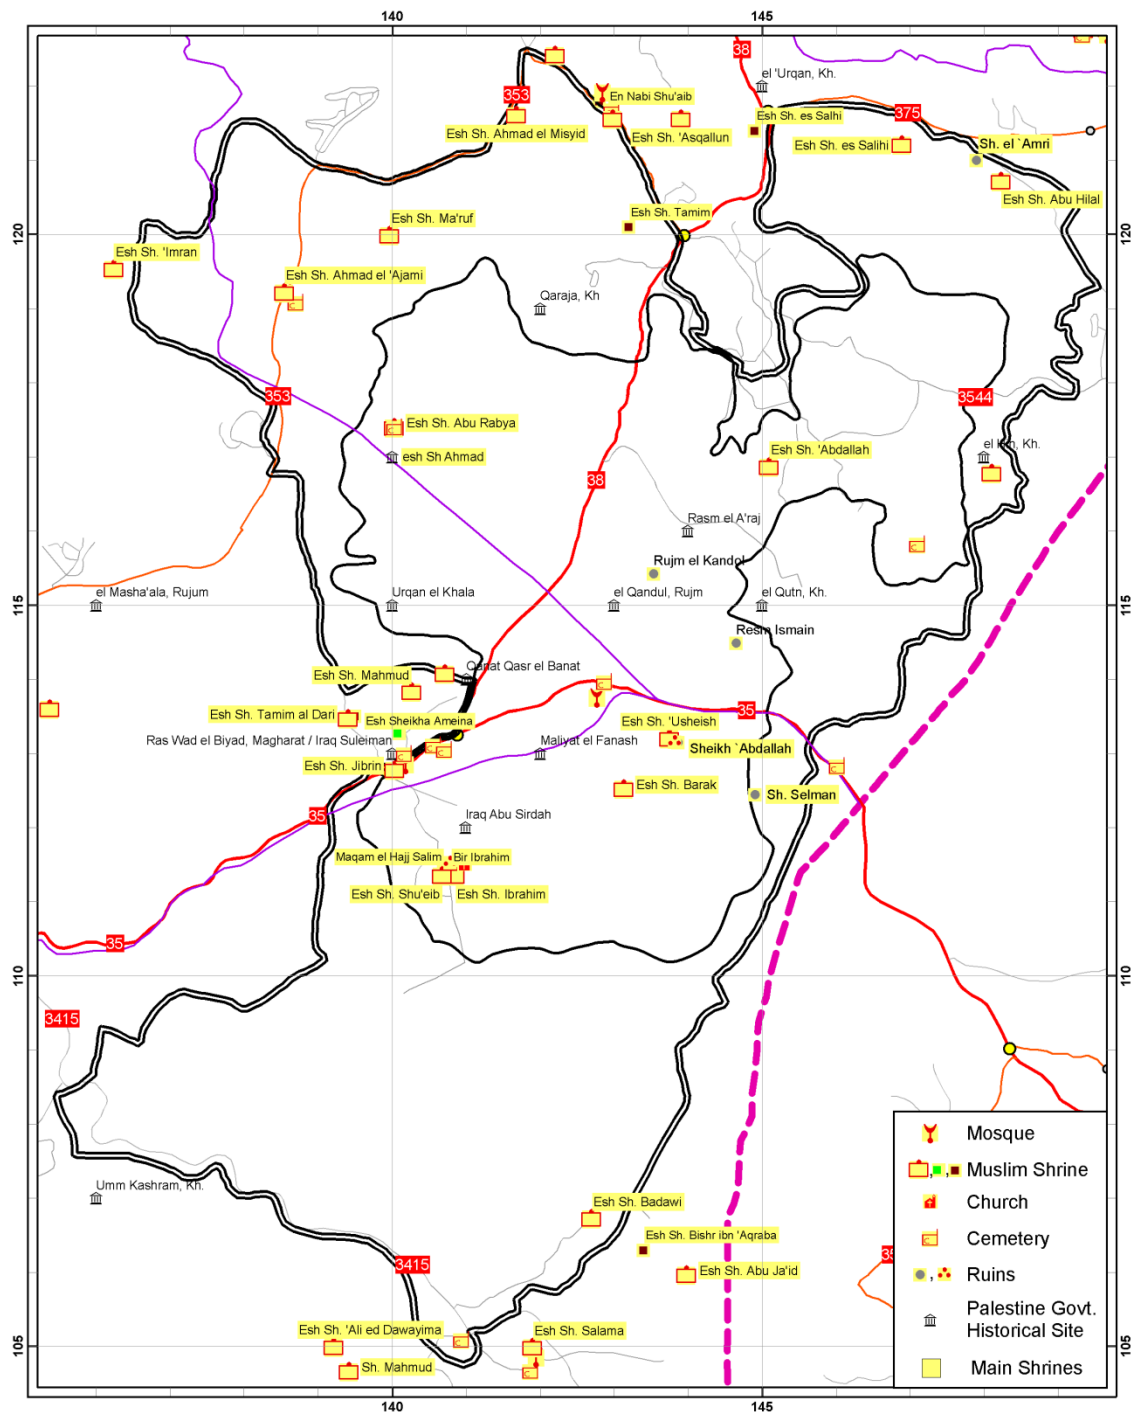 140
145
38
353
el 'Urqan, Kh.
En Nabi Shu'aib
Esh Sh. es Salhi
375
Esh Sh. Ahmad el Misyid
Esh Sh. 'Asqallun
Esh Sh. es Salihi
Sh. el `Amri
Esh Sh. Abu Hilal
Esh Sh. Ma'ruf
Esh Sh. Tamim
120
120
Esh Sh. 'Imran
Esh Sh. Ahmad el 'Ajami
Qaraja, Kh
353
3544
Esh Sh. Abu Rabya
esh Sh Ahmad
Esh Sh. 'Abdallah
38
Rasm el A'raj
Rujm el Kandol
el Masha'ala, Rujum
Urqan el Khala
el Qandul, Rujm
el Qutn, Kh.
115
115
Resm Ismain
Esh Sh. Mahmud
Qanat Qasr el Banat
Esh Sh. Tamim al Dari
Esh Sheikha Ameina
Esh Sh. 'Usheish
35
Ras Wad el Biyad, Magharat / Iraq Suleiman
Maliyat el Fanash
Sheikh `Abdallah
Esh Sh. Jibrin
Esh Sh. Barak
Sh. Selman
35
Iraq Abu Sirdah
Maqam el Hajj Salim
Bir Ibrahim
Esh Sh. Shu'eib
Esh Sh. Ibrahim
35
110
110
3415
Umm Kashram, Kh.
Esh Sh. Badawi
Esh Sh. Bishr ibn 'Aqraba
3415
Esh Sh. Abu Ja'id
Esh Sh. 'Ali ed Dawayima
Esh Sh. Salama
105
105
Sh. Mahmud
Mosque
Muslim Shrine
Church
Cemetery
Ruins
Palestine Govt.
Historical Site
Main Shrines
140
145